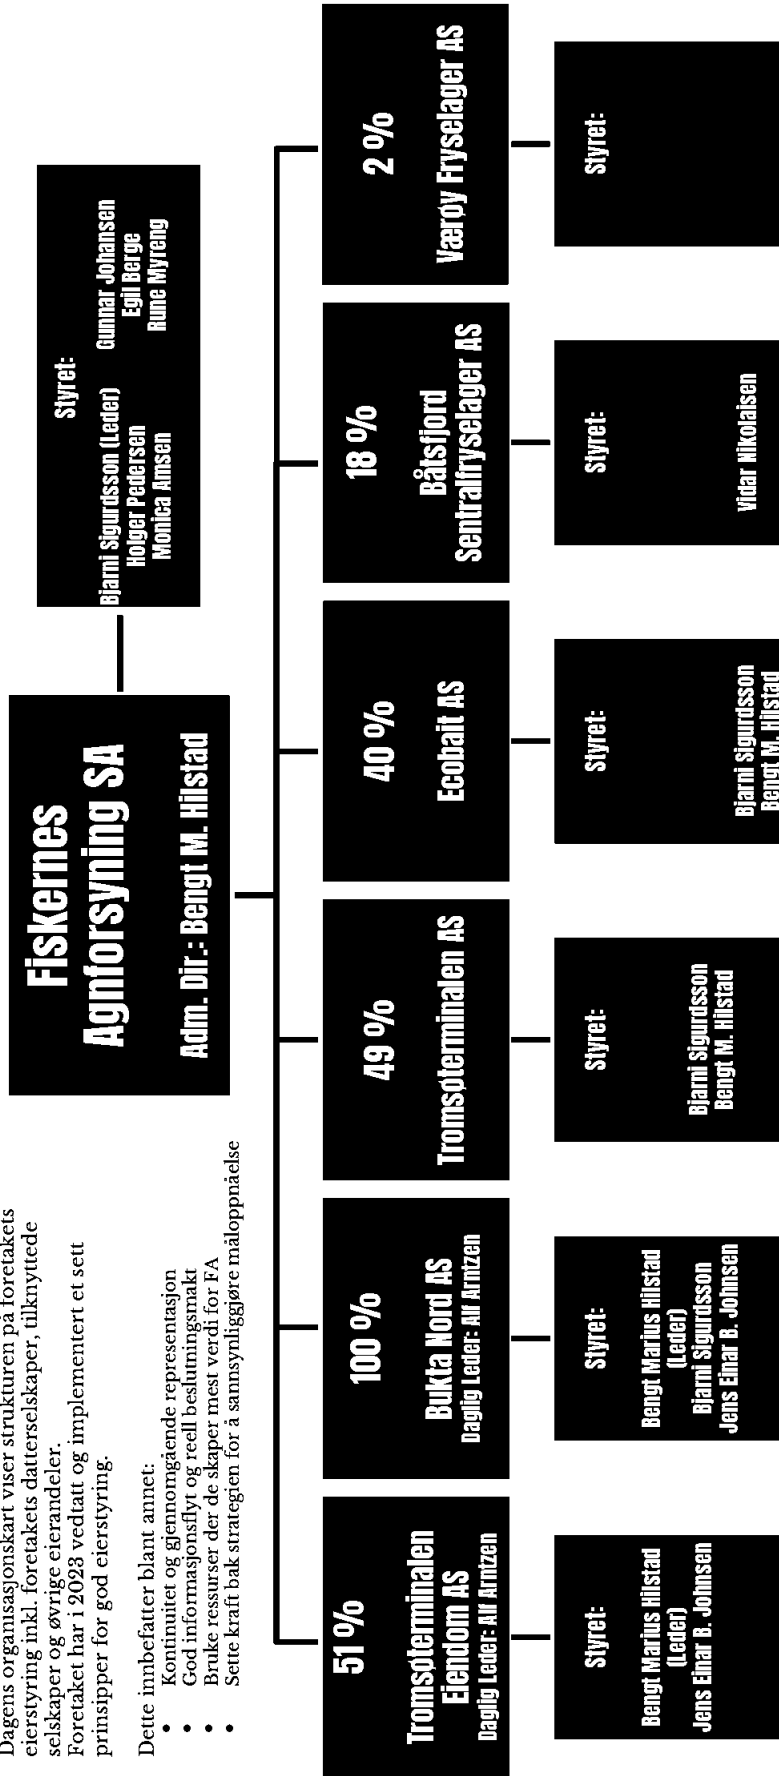 Dagens organisasjonskart viser strukturen på foretakets
eierstyring inkl. foretakets datterselskaper, tilknyttede
selskaper og øvrige eierandeler.
Foretaket har i 2023 vedtatt og implementert et sett
prinsipper for god eierstyring.
Dette innbefatter blant annet:
• Kontinuitet og gjennomgående representasjon
• God informasjonsflyt og reell beslutningsmakt
• Bruke ressurser der de skaper mest verdi for FA
• Sette kraft bak strategien for å sannsynliggjøre måloppnåelse
Fiskernes
Agnforsyning SA
Adm. Dir.: Bengt M. Hilstad
Styret:
Bjarni Sigurdsson (Leder)
Holger Pedersen
Monica Amsen
Gunnar Johansen
Egil Berge
Rune Myreng
51 %
Tromsøterminalen
Eiendom AS
Daglig Leder: Alf Arntzen
100 %
Bukta Nord AS
Daglig Leder: Alf Arntzen
49 %
Tromsøterminalen AS
40 %
Ecobait AS
18 %
Båtsfjord
Sentralfryselager AS
2 %
Værøy Fryselager AS
Styret:
Bengt Marius Hilstad
(Leder)
Jens Einar B. Johnsen
Styret:
Bengt Marius Hilstad
(Leder)
Bjarni Sigurdsson
Jens Einar B. Johnsen
Styret:
Bjarni Sigurdsson
Bengt M. Hilstad
Styret:
Bjarni Sigurdsson
Bengt M. Hilstad
Styret:
Vidar Nikolaisen
Styret: